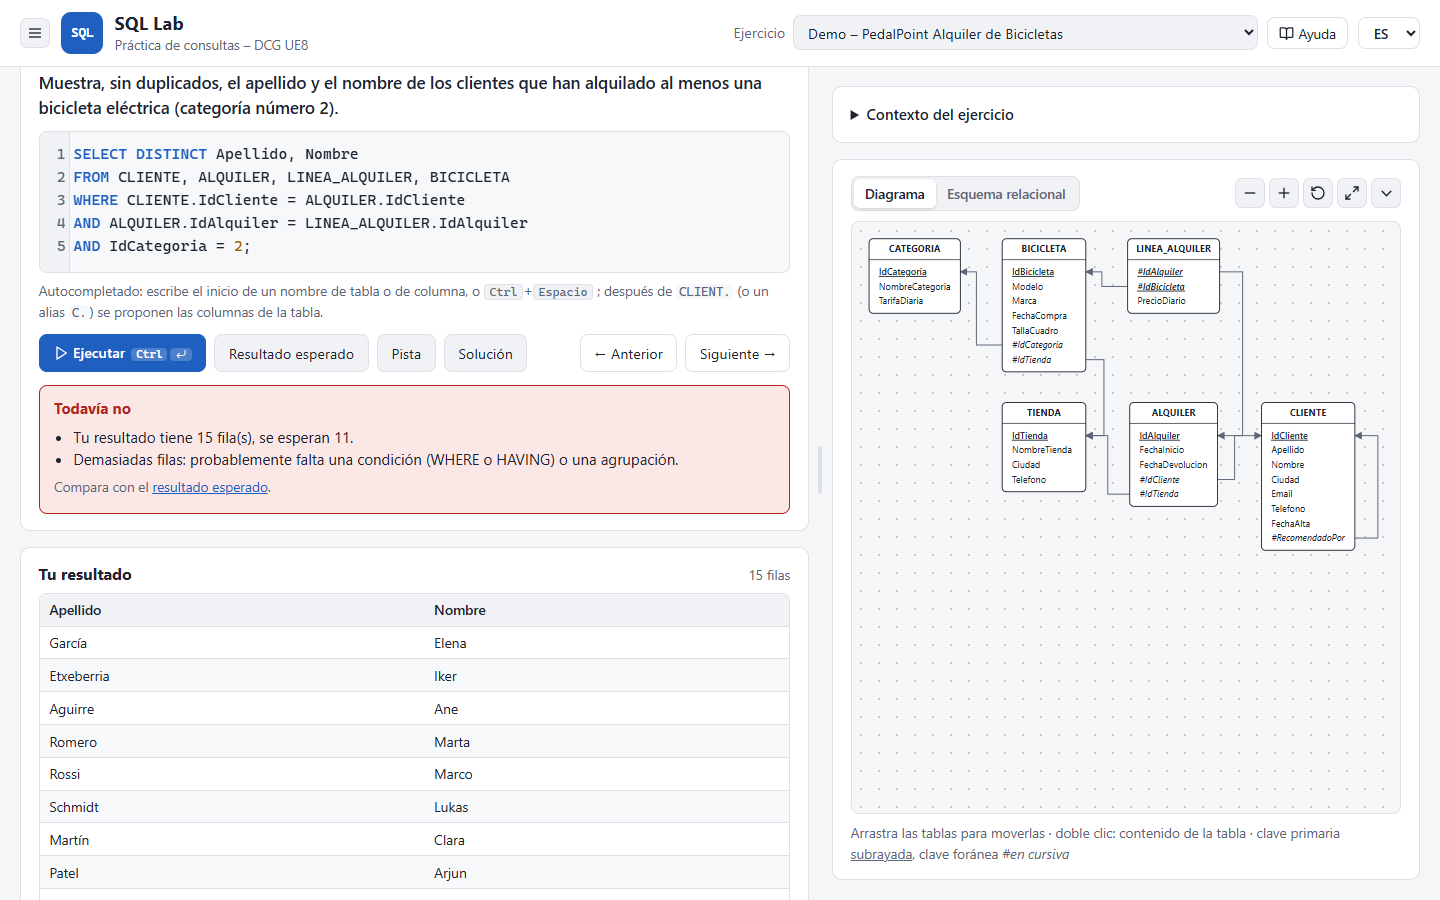 SQL
SQL Lab
Práctica de consultas – DCG UE8
Ejercicio
Demo – PedalPoint Alquiler de Bicicletas
Ayuda
ES
Muestra, sin duplicados, el apellido y el nombre de los clientes que han alquilado al menos una
bicicleta eléctrica (categoría número 2).
1 SELECT DISTINCT Apellido, Nombre
2 FROM CLIENTE, ALQUILER, LINEA_ALQUILER, BICICLETA
3 WHERE CLIENTE.IdCliente = ALQUILER.IdCliente
4 AND ALQUILER.IdAlquiler = LINEA_ALQUILER.IdAlquiler
5 AND IdCategoria = 2;
Autocompletado: escribe el inicio de un nombre de tabla o de columna, o Ctrl + Espacio ; después de CLIENT. (o un
alias C. ) se proponen las columnas de la tabla.
Ejecutar Ctrl ↵
Resultado esperado
Pista
Solución
← Anterior
Siguiente →
Todavía no
• Tu resultado tiene 15 fila(s), se esperan 11.
• Demasiadas filas: probablemente falta una condición (WHERE o HAVING) o una agrupación.
Compara con el resultado esperado.
Tu resultado
15 filas
Apellido Nombre
García Elena
Etxeberria Iker
Aguirre Ane
Romero Marta
Rossi Marco
Schmidt Lukas
Martín Clara
Patel Arjun
Contexto del ejercicio
Diagrama
Esquema relacional
CATEGORIA
IdCategoria
NombreCategoria
TarifaDiaria
BICICLETA
IdBicicleta
Modelo
Marca
FechaCompra
TallaCuadro
#IdCategoria
#IdTienda
LINEA_ALQUILER
#IdAlquiler
#IdBicicleta
PrecioDiario
TIENDA
IdTienda
NombreTienda
Ciudad
Telefono
ALQUILER
IdAlquiler
FechaInicio
FechaDevolucion
#IdCliente
#IdTienda
CLIENTE
IdCliente
Apellido
Nombre
Ciudad
Email
Telefono
FechaAlta
#RecomendadoPor
Arrastra las tablas para moverlas · doble clic: contenido de la tabla · clave primaria
subrayada, clave foránea #en cursiva